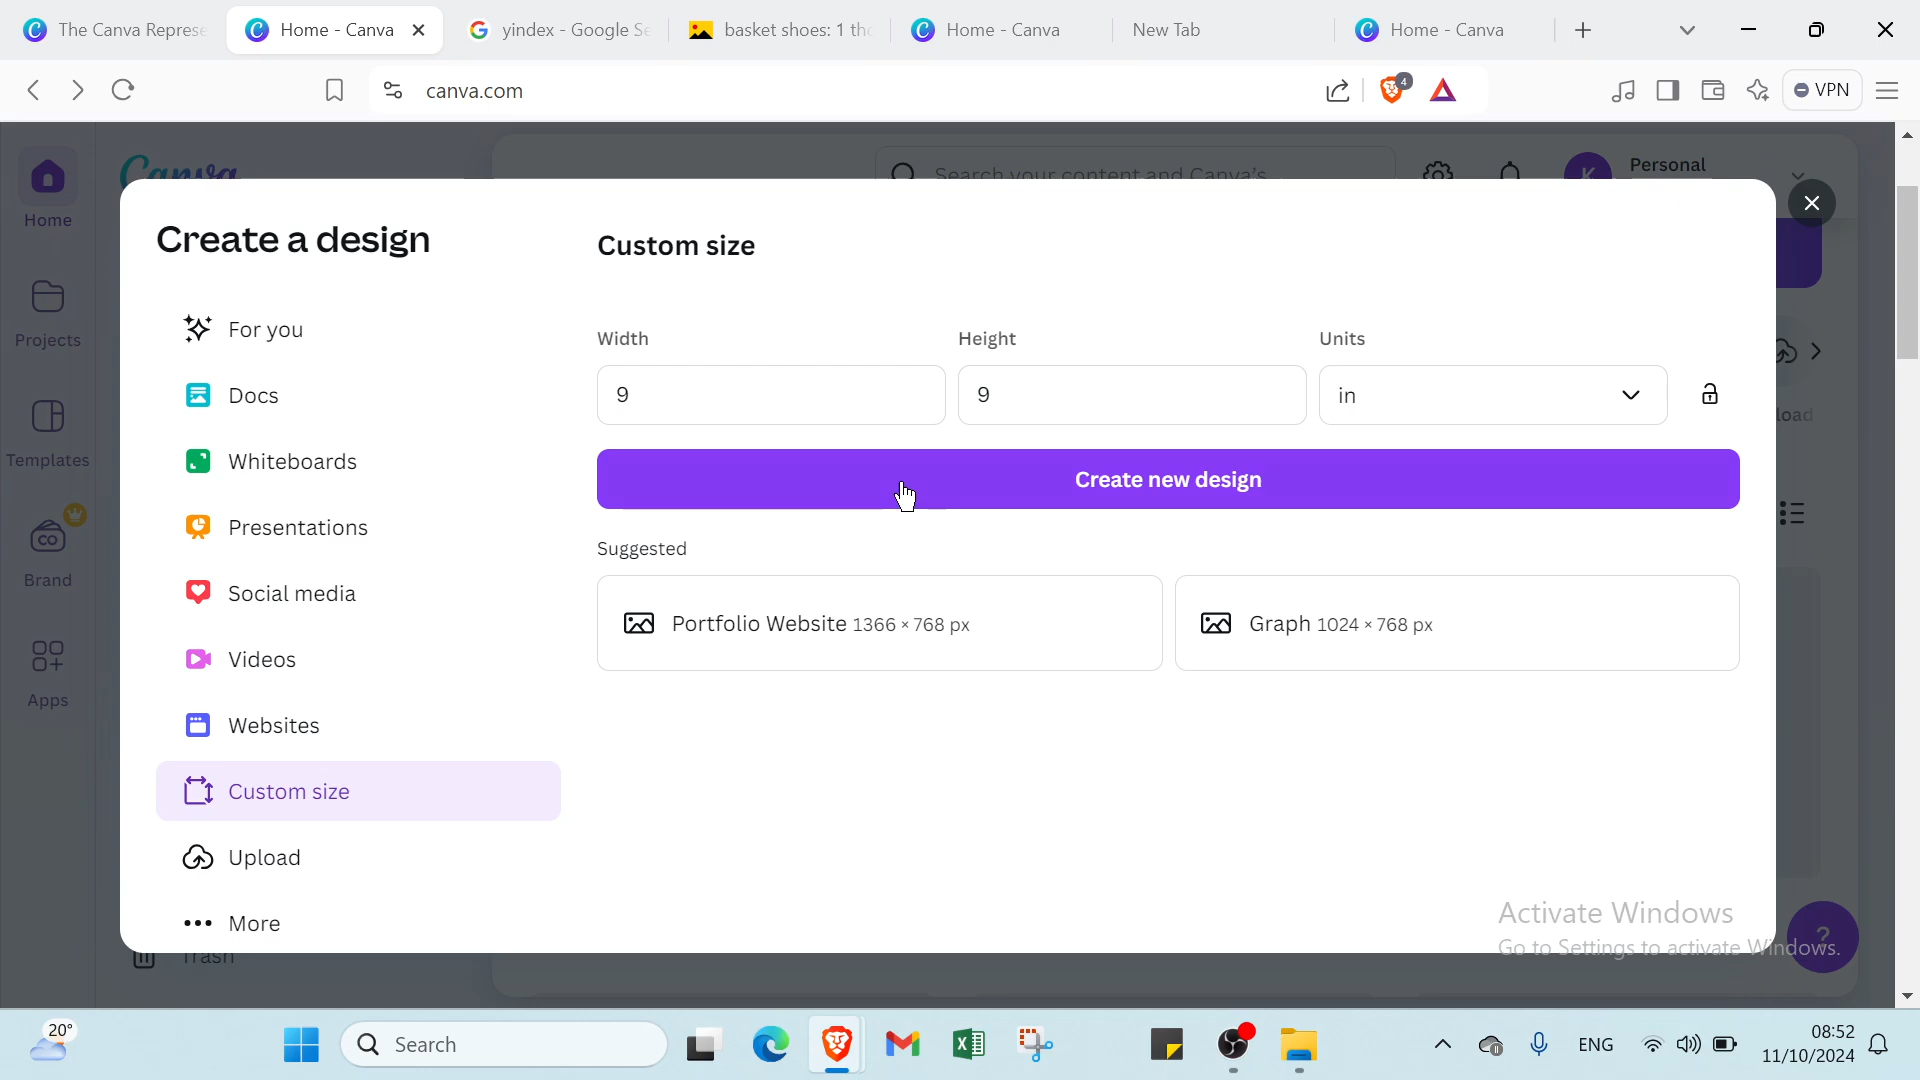 The Canva Represe
Home - Canva
yindex - Google Se
basket shoes: 1 tho
Home - Canva
New Tab
Home - Canva
canva.com
4
VPN
Canva
Search your content and Canva's
K
Personal
Home
Projects
Templates
CO
Brand
Apps
Create a design
For you
Docs
Whiteboards
Presentations
Social media
Videos
Websites
Custom size
Upload
More
Custom size
Width
Height
Units
9
9
in
Create new design
Suggested
Portfolio Website 1366 × 768 px
Graph 1024 × 768 px
load
Trash
?
Activate Windows
Go to Settings to activate Windows.
20°
Search
ENG
08:52
11/10/2024